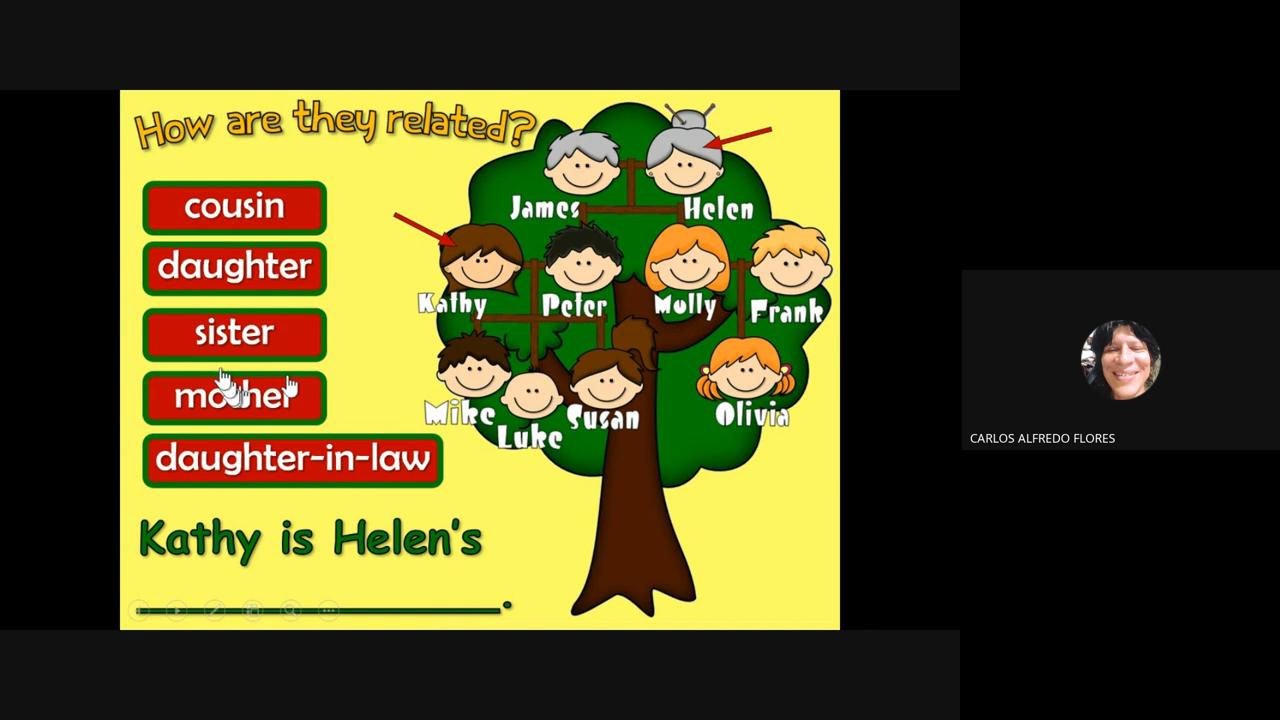 How are they related?
cousin
daughter
sister
mother
daughter-in-law
Kathy is Helen's
James Helen
Kathy Peter Molly Frank
Mike Luke Susan Olivia
CARLOS ALFREDO FLORES